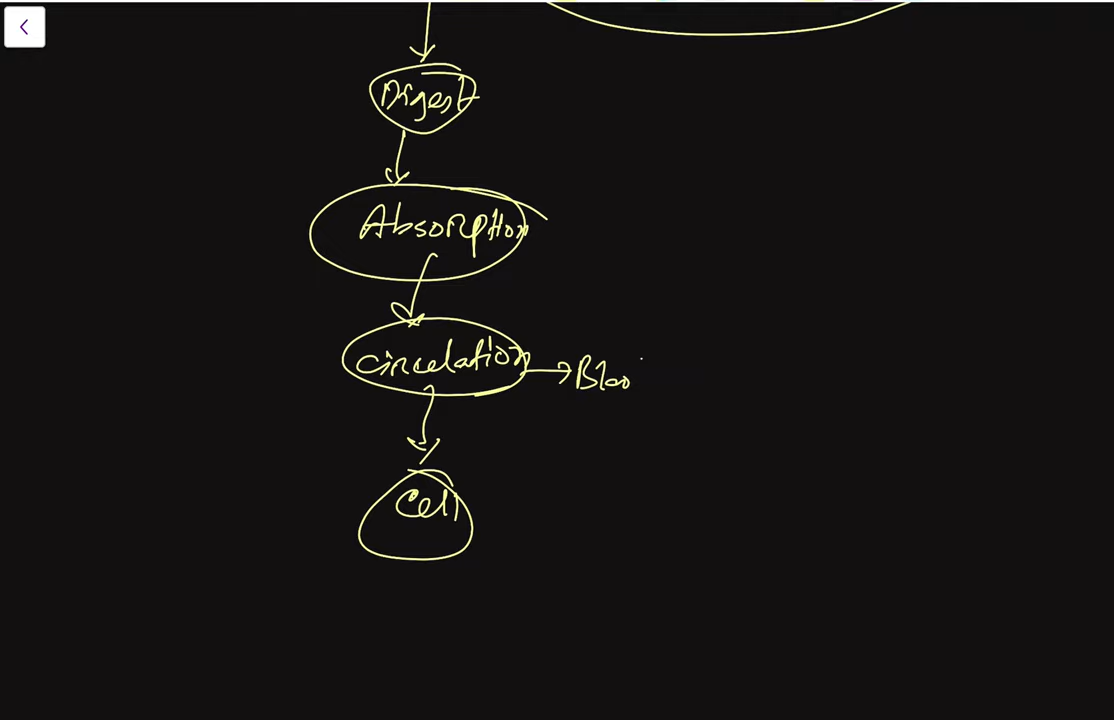 Digest
Absorption
circulation → Bloo
Cell